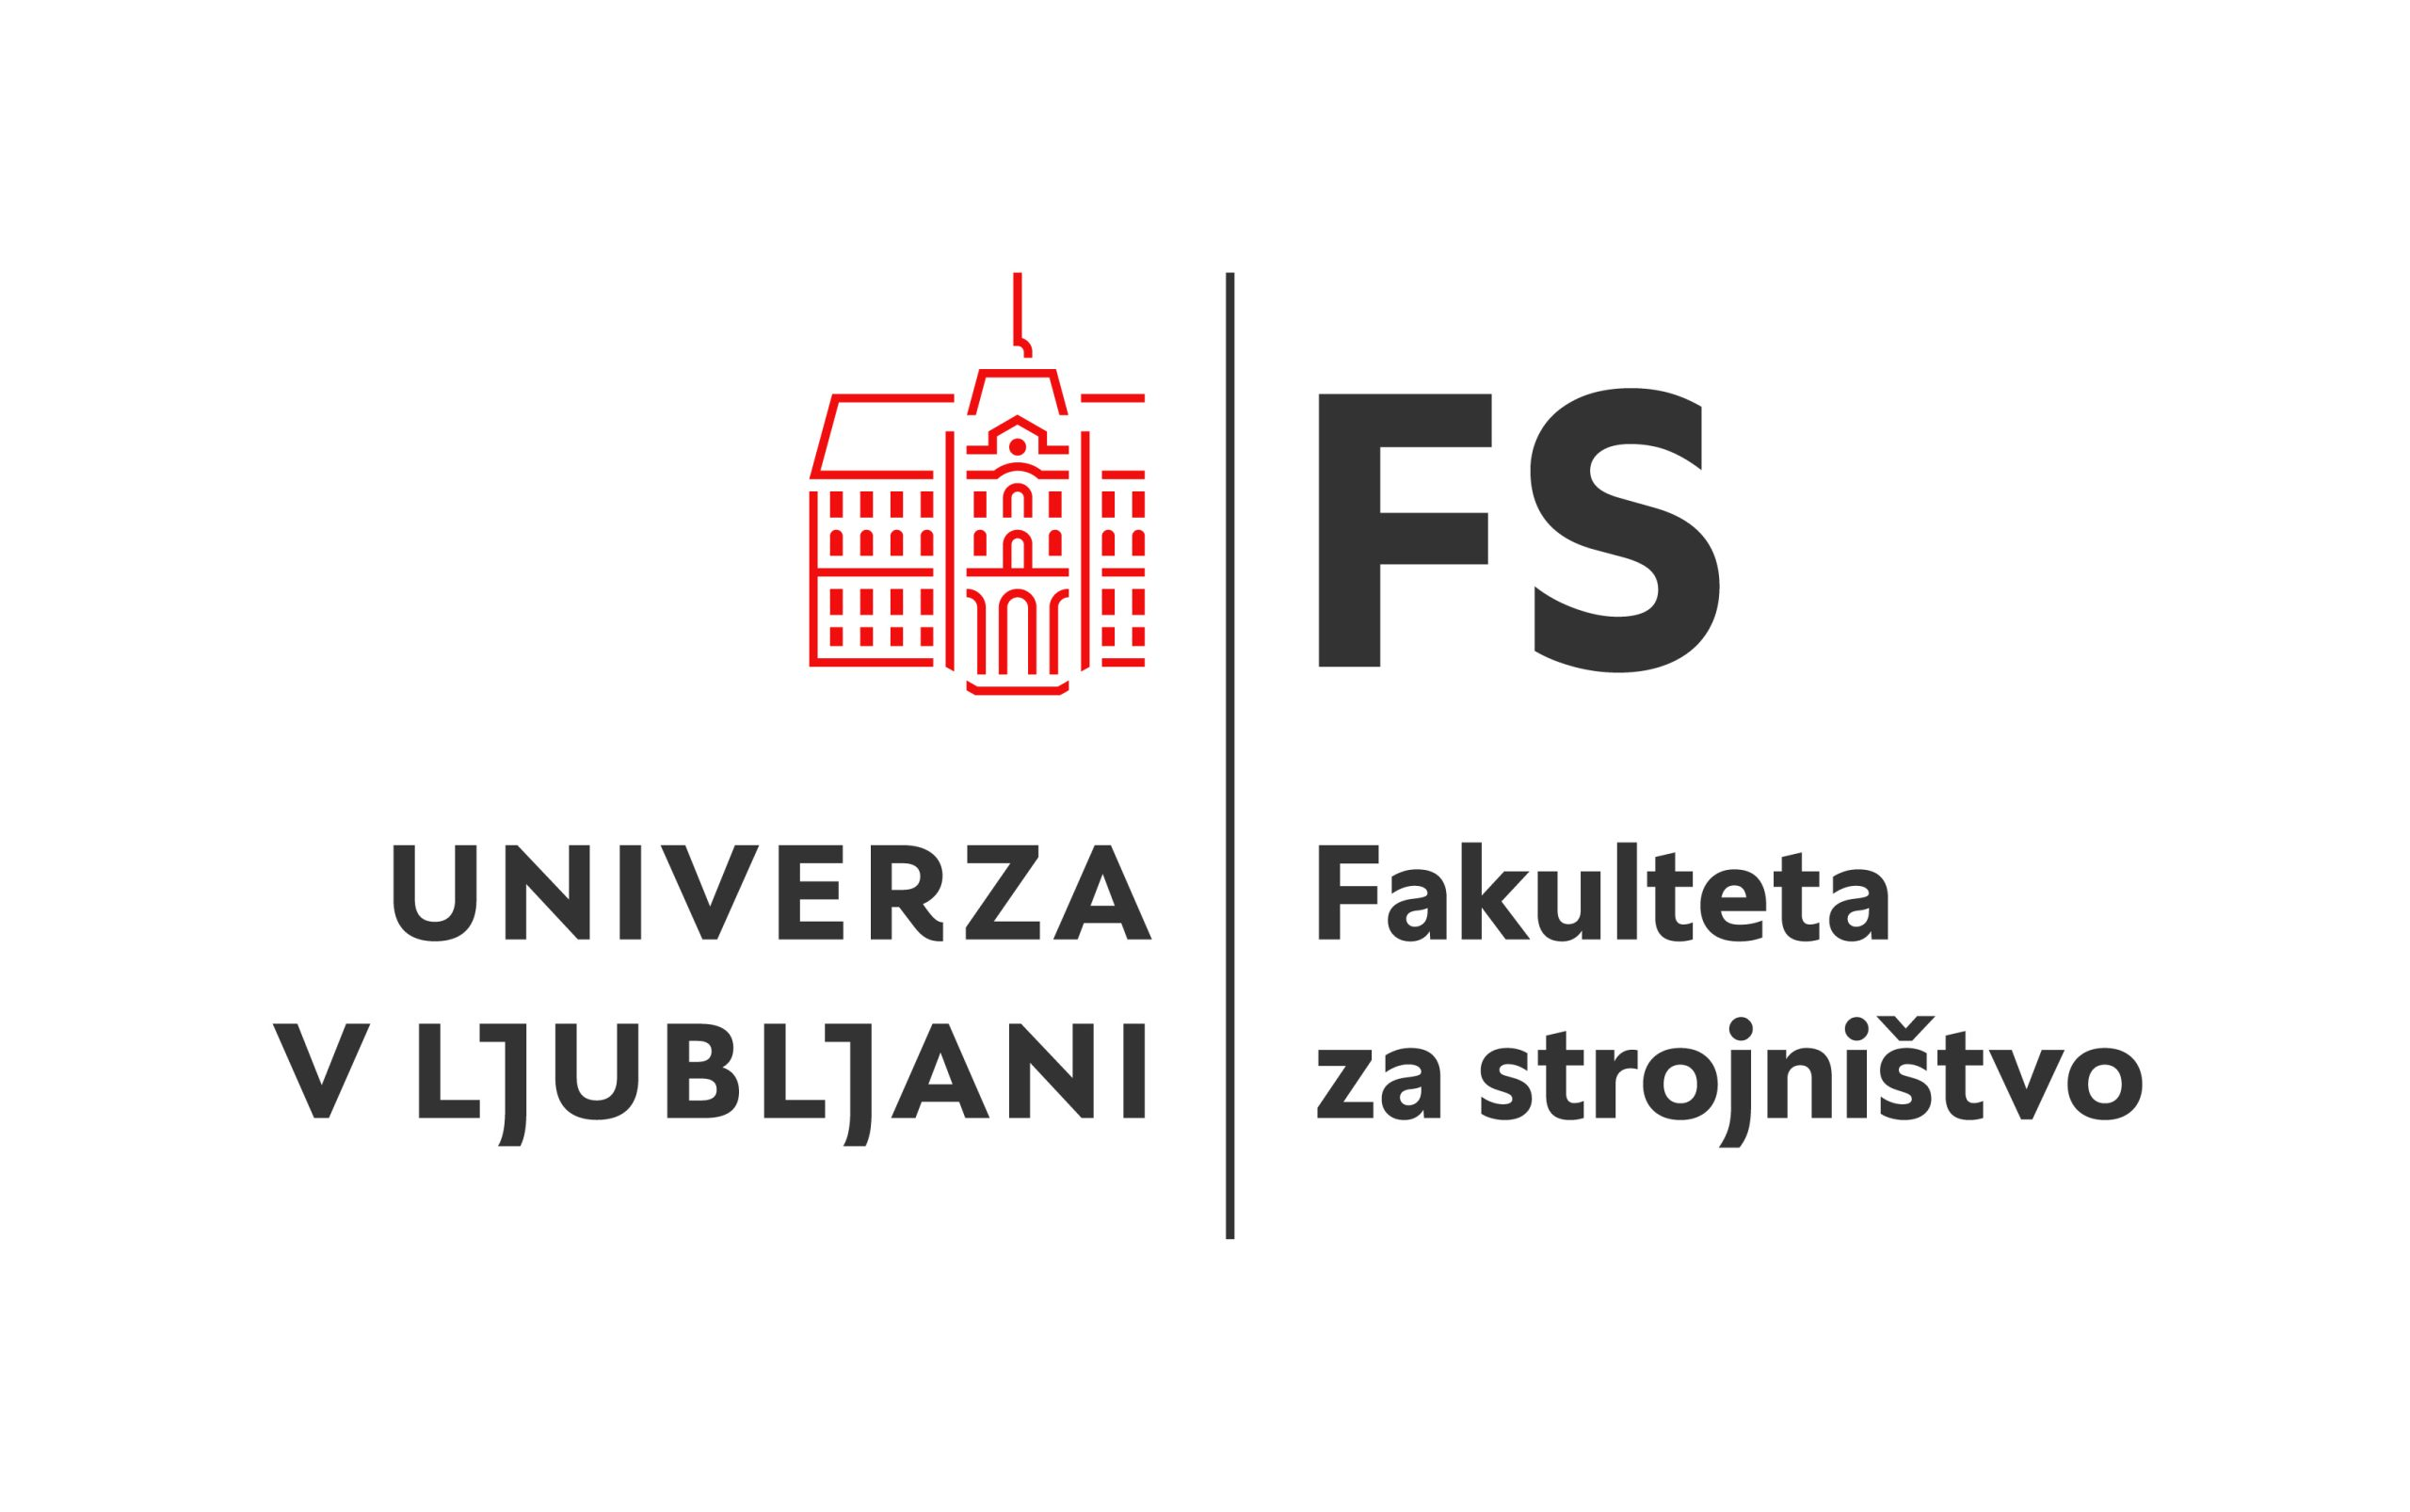 UNIVERZA
V LJUBLJANI
FS
Fakulteta
za strojništvo